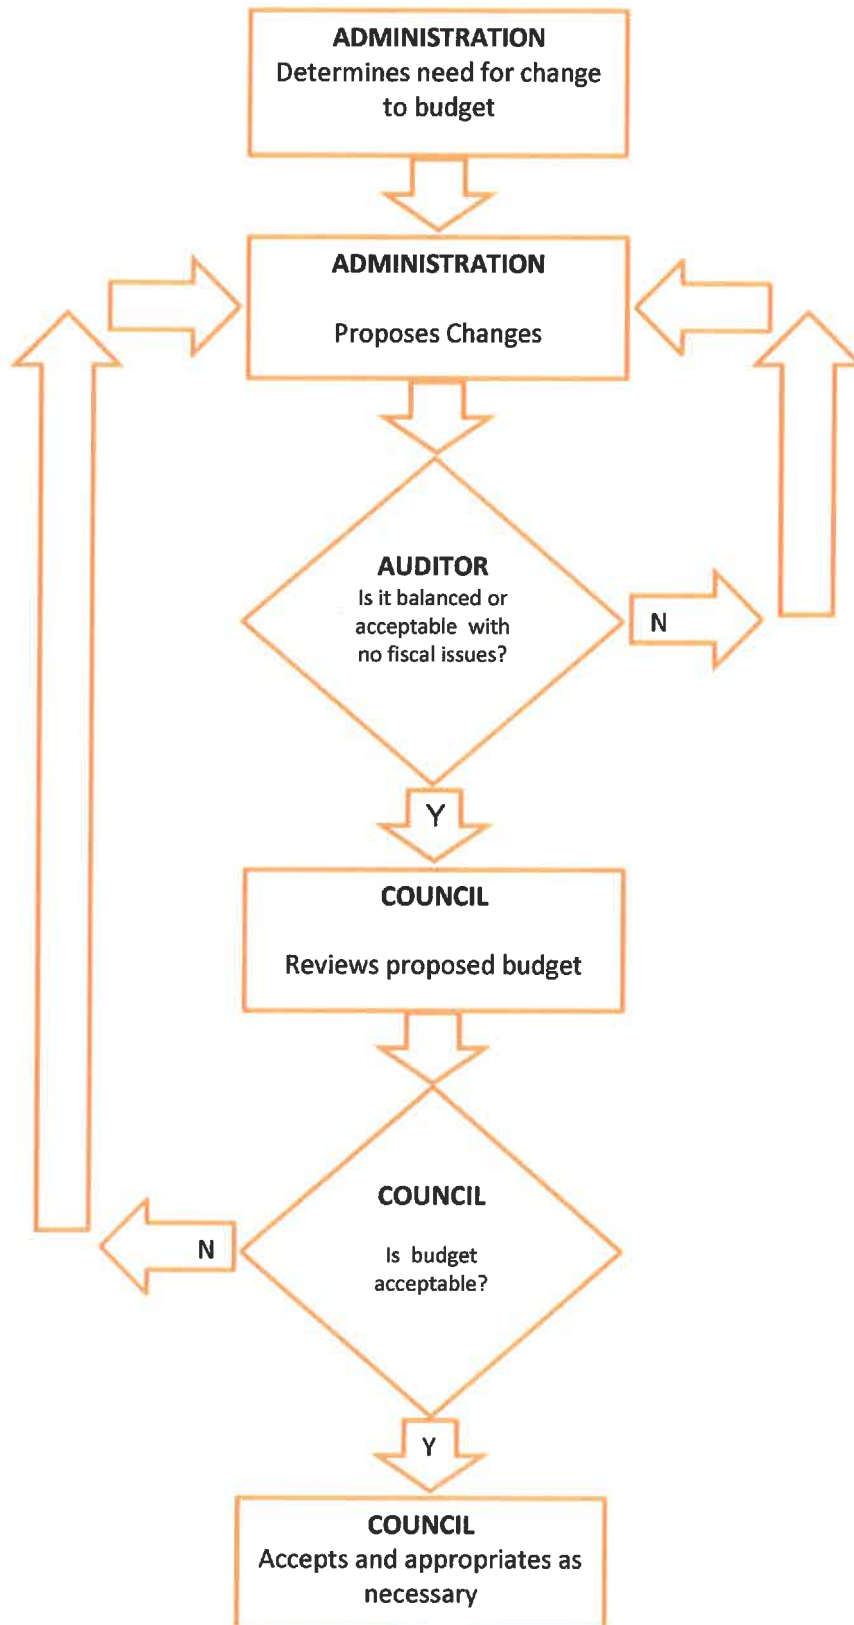 ADMINISTRATION
Determines need for change
to budget
ADMINISTRATION
Proposes Changes
AUDITOR
Is it balanced or
acceptable with
no fiscal issues?
N
Y
COUNCIL
Reviews proposed budget
COUNCIL
Is budget
acceptable?
N
Y
COUNCIL
Accepts and appropriates as
necessary